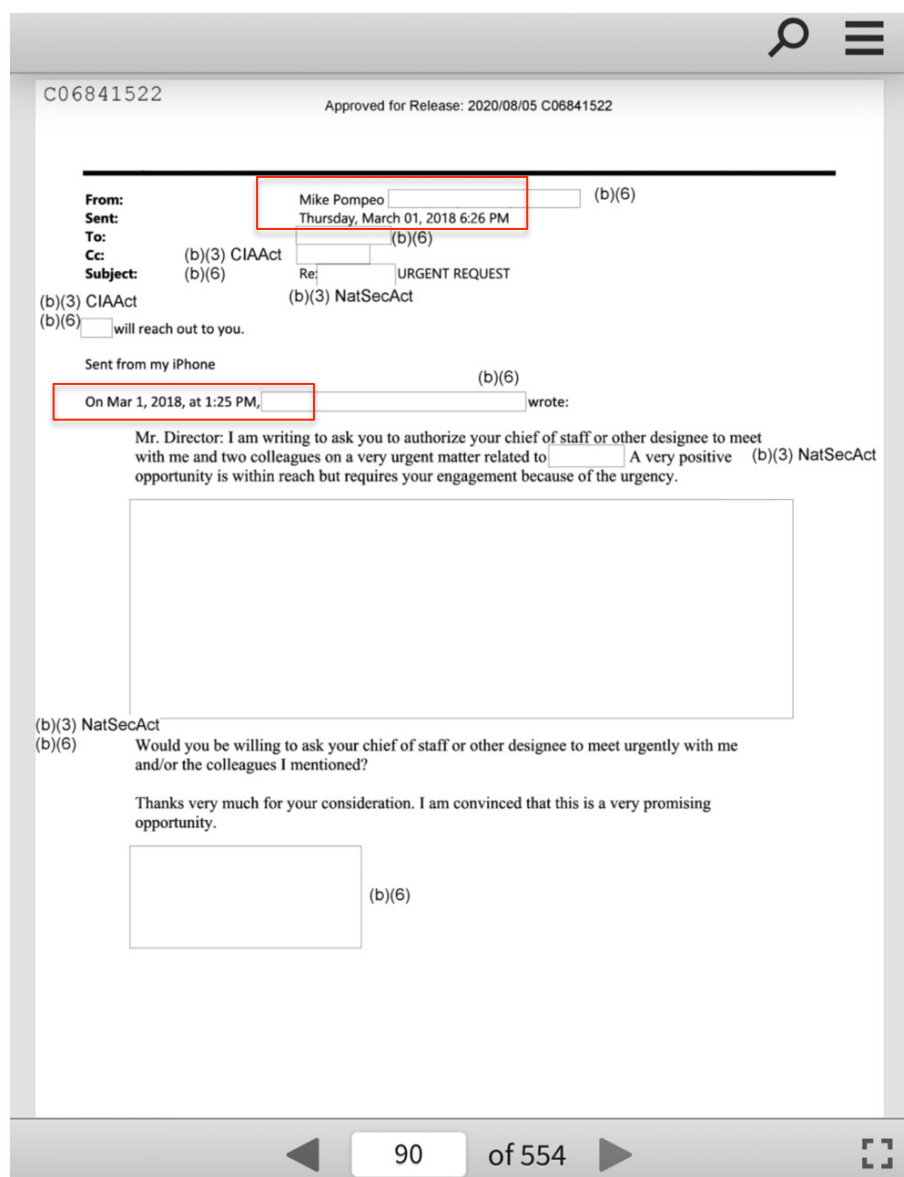 C06841522
Approved for Release: 2020/08/05 C06841522
From: Mike Pompeo (b)(6)
Sent: Thursday, March 01, 2018 6:26 PM
To: (b)(6)
Cc: (b)(3) CIAAct
Subject: (b)(6) Re: URGENT REQUEST
(b)(3) CIAAct (b)(3) NatSecAct
(b)(6) will reach out to you.
Sent from my iPhone
(b)(6)
On Mar 1, 2018, at 1:25 PM, wrote:
Mr. Director: I am writing to ask you to authorize your chief of staff or other designee to meet
with me and two colleagues on a very urgent matter related to A very positive (b)(3) NatSecAct
opportunity is within reach but requires your engagement because of the urgency.
(b)(3) NatSecAct
(b)(6) Would you be willing to ask your chief of staff or other designee to meet urgently with me
and/or the colleagues I mentioned?
Thanks very much for your consideration. I am convinced that this is a very promising
opportunity.
(b)(6)
90 of 554